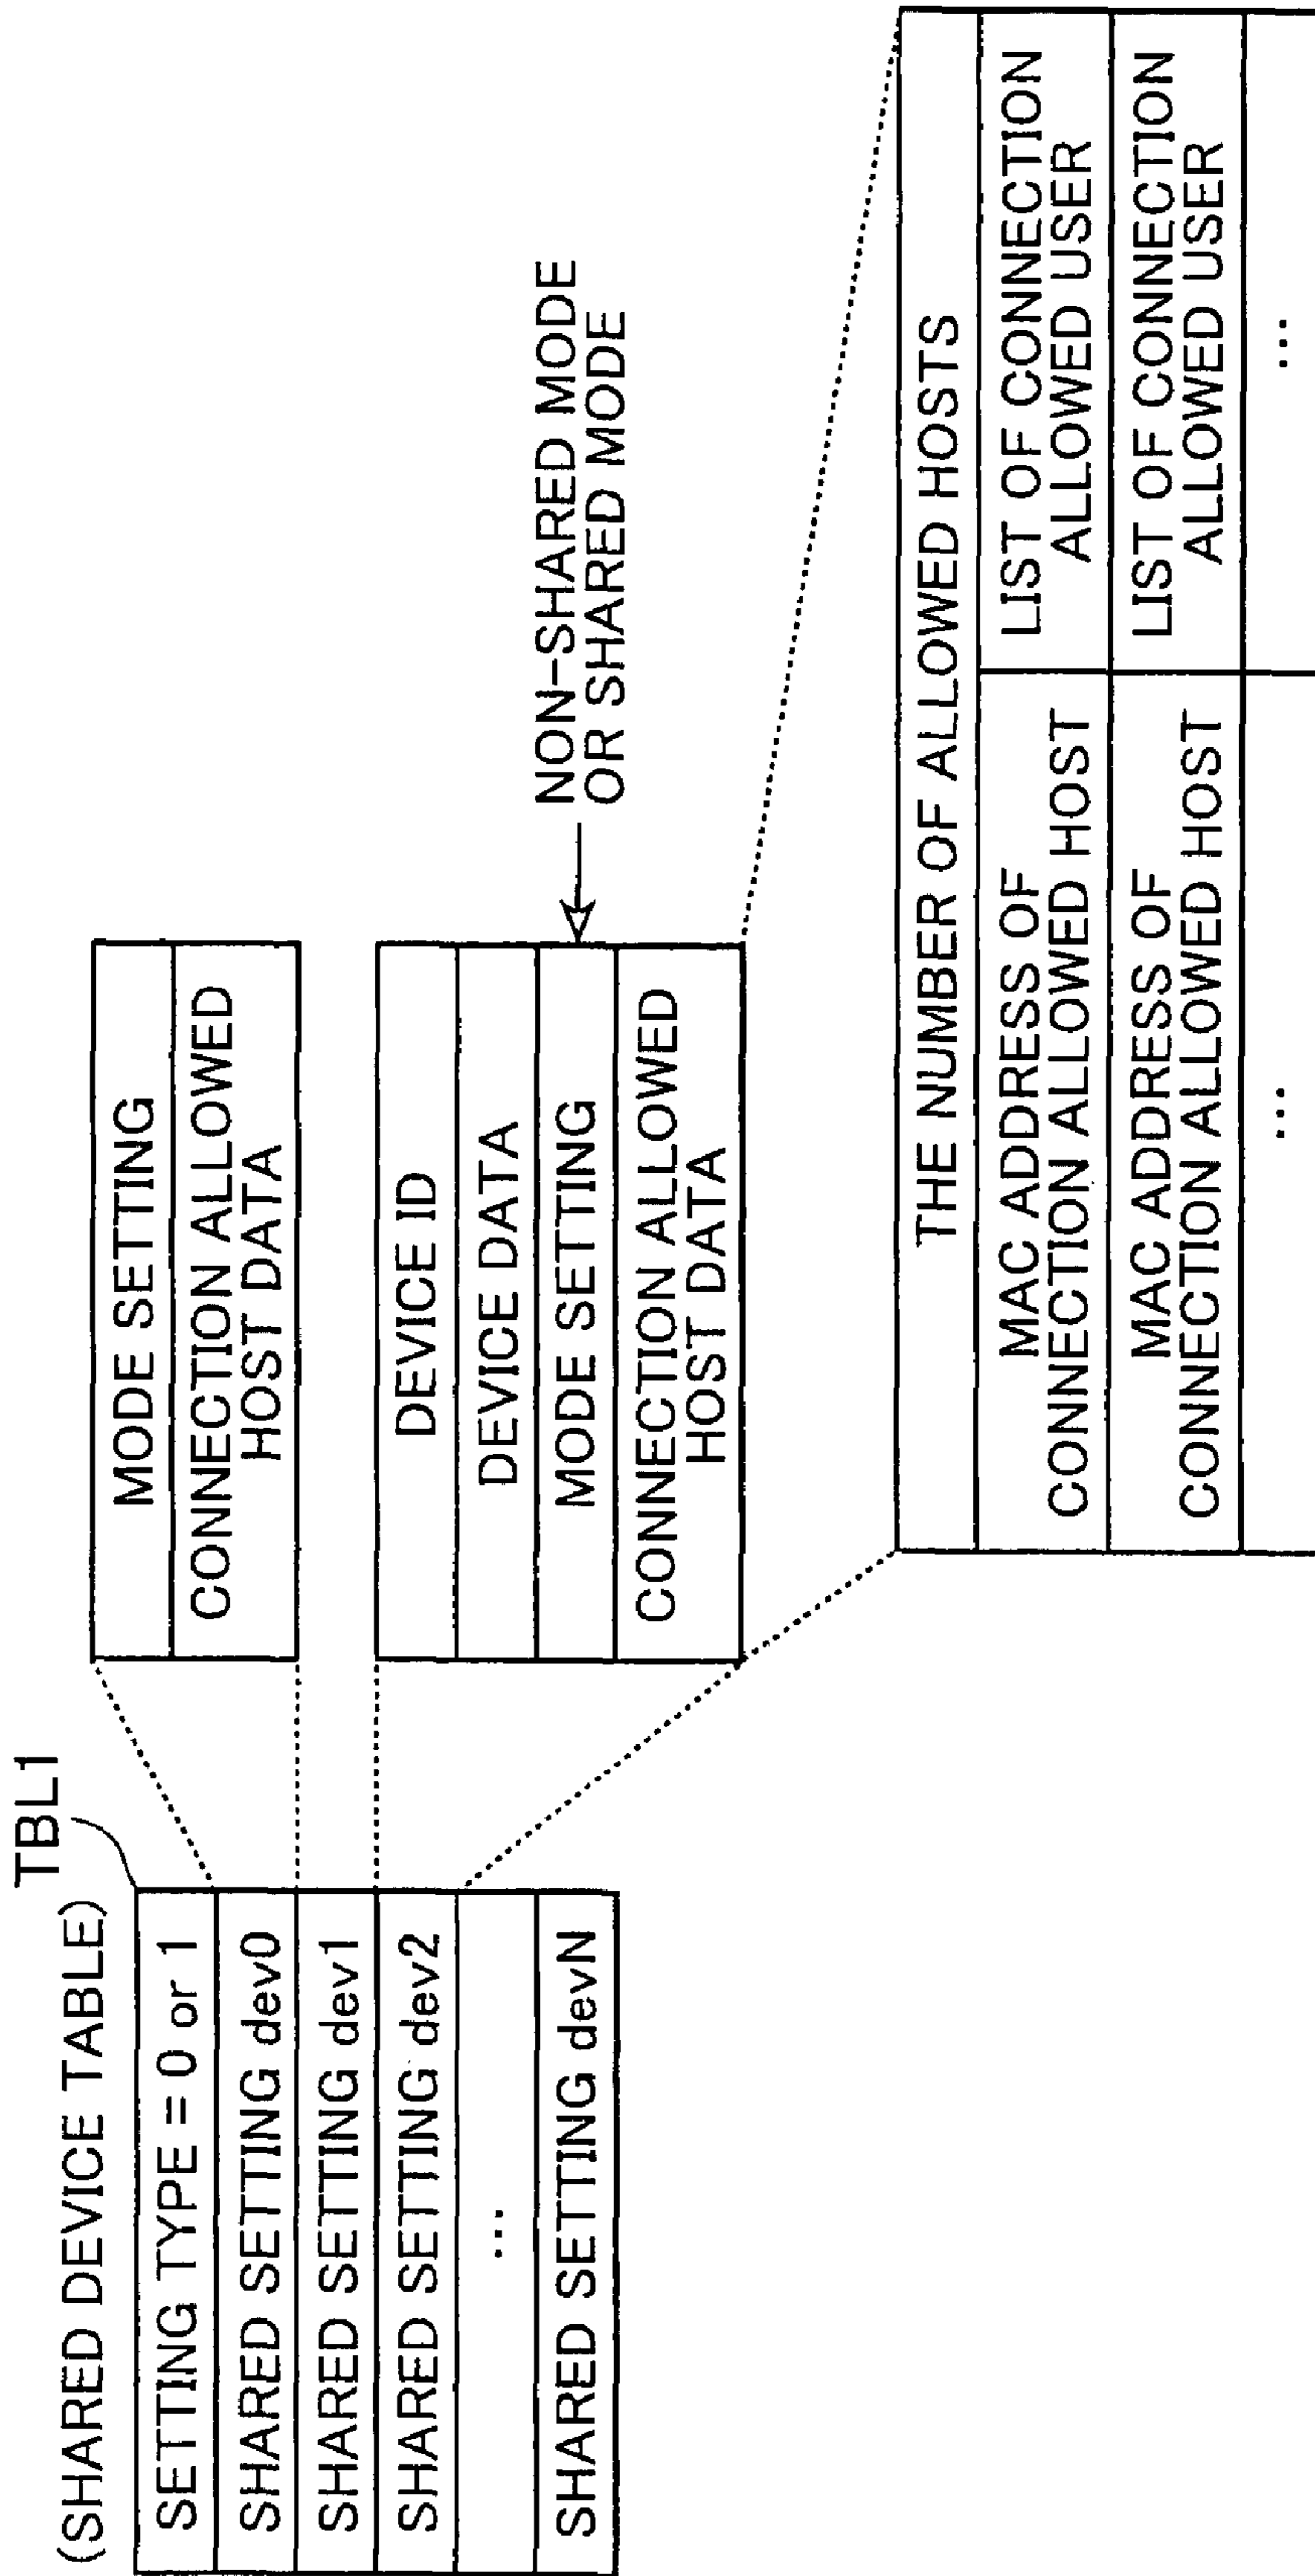 TBL1
(SHARED DEVICE TABLE)
SETTING TYPE = 0 or 1
SHARED SETTING dev0
SHARED SETTING dev1
SHARED SETTING dev2
...
SHARED SETTING devN
MODE SETTING
CONNECTION ALLOWED
HOST DATA
DEVICE ID
DEVICE DATA
MODE SETTING
CONNECTION ALLOWED
HOST DATA
NON-SHARED MODE
OR SHARED MODE
THE NUMBER OF ALLOWED HOSTS
MAC ADDRESS OF
CONNECTION ALLOWED HOST
LIST OF CONNECTION
ALLOWED USER
MAC ADDRESS OF
CONNECTION ALLOWED HOST
LIST OF CONNECTION
ALLOWED USER
...
...